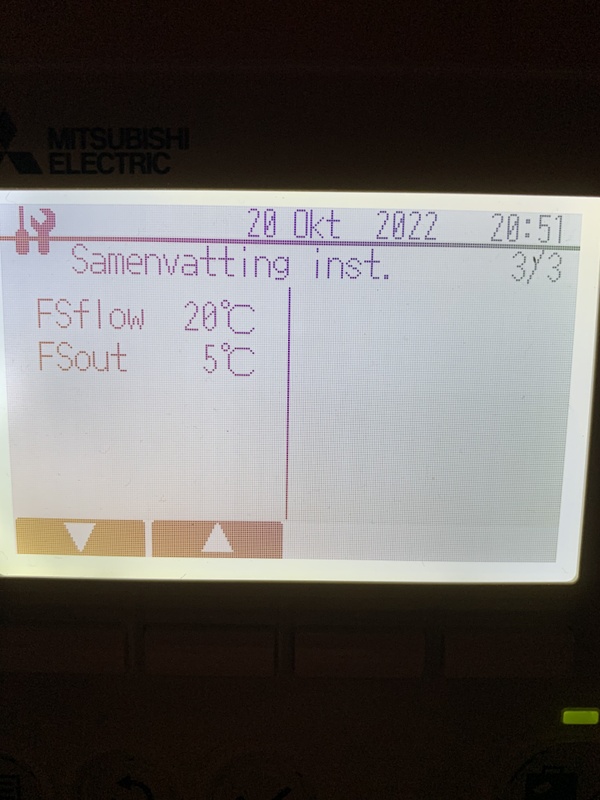 MITSUBISHI
ELECTRIC
20 Okt 2022 20:51
Samenvatting inst. 3/3
FSflow 20℃
FSout 5℃